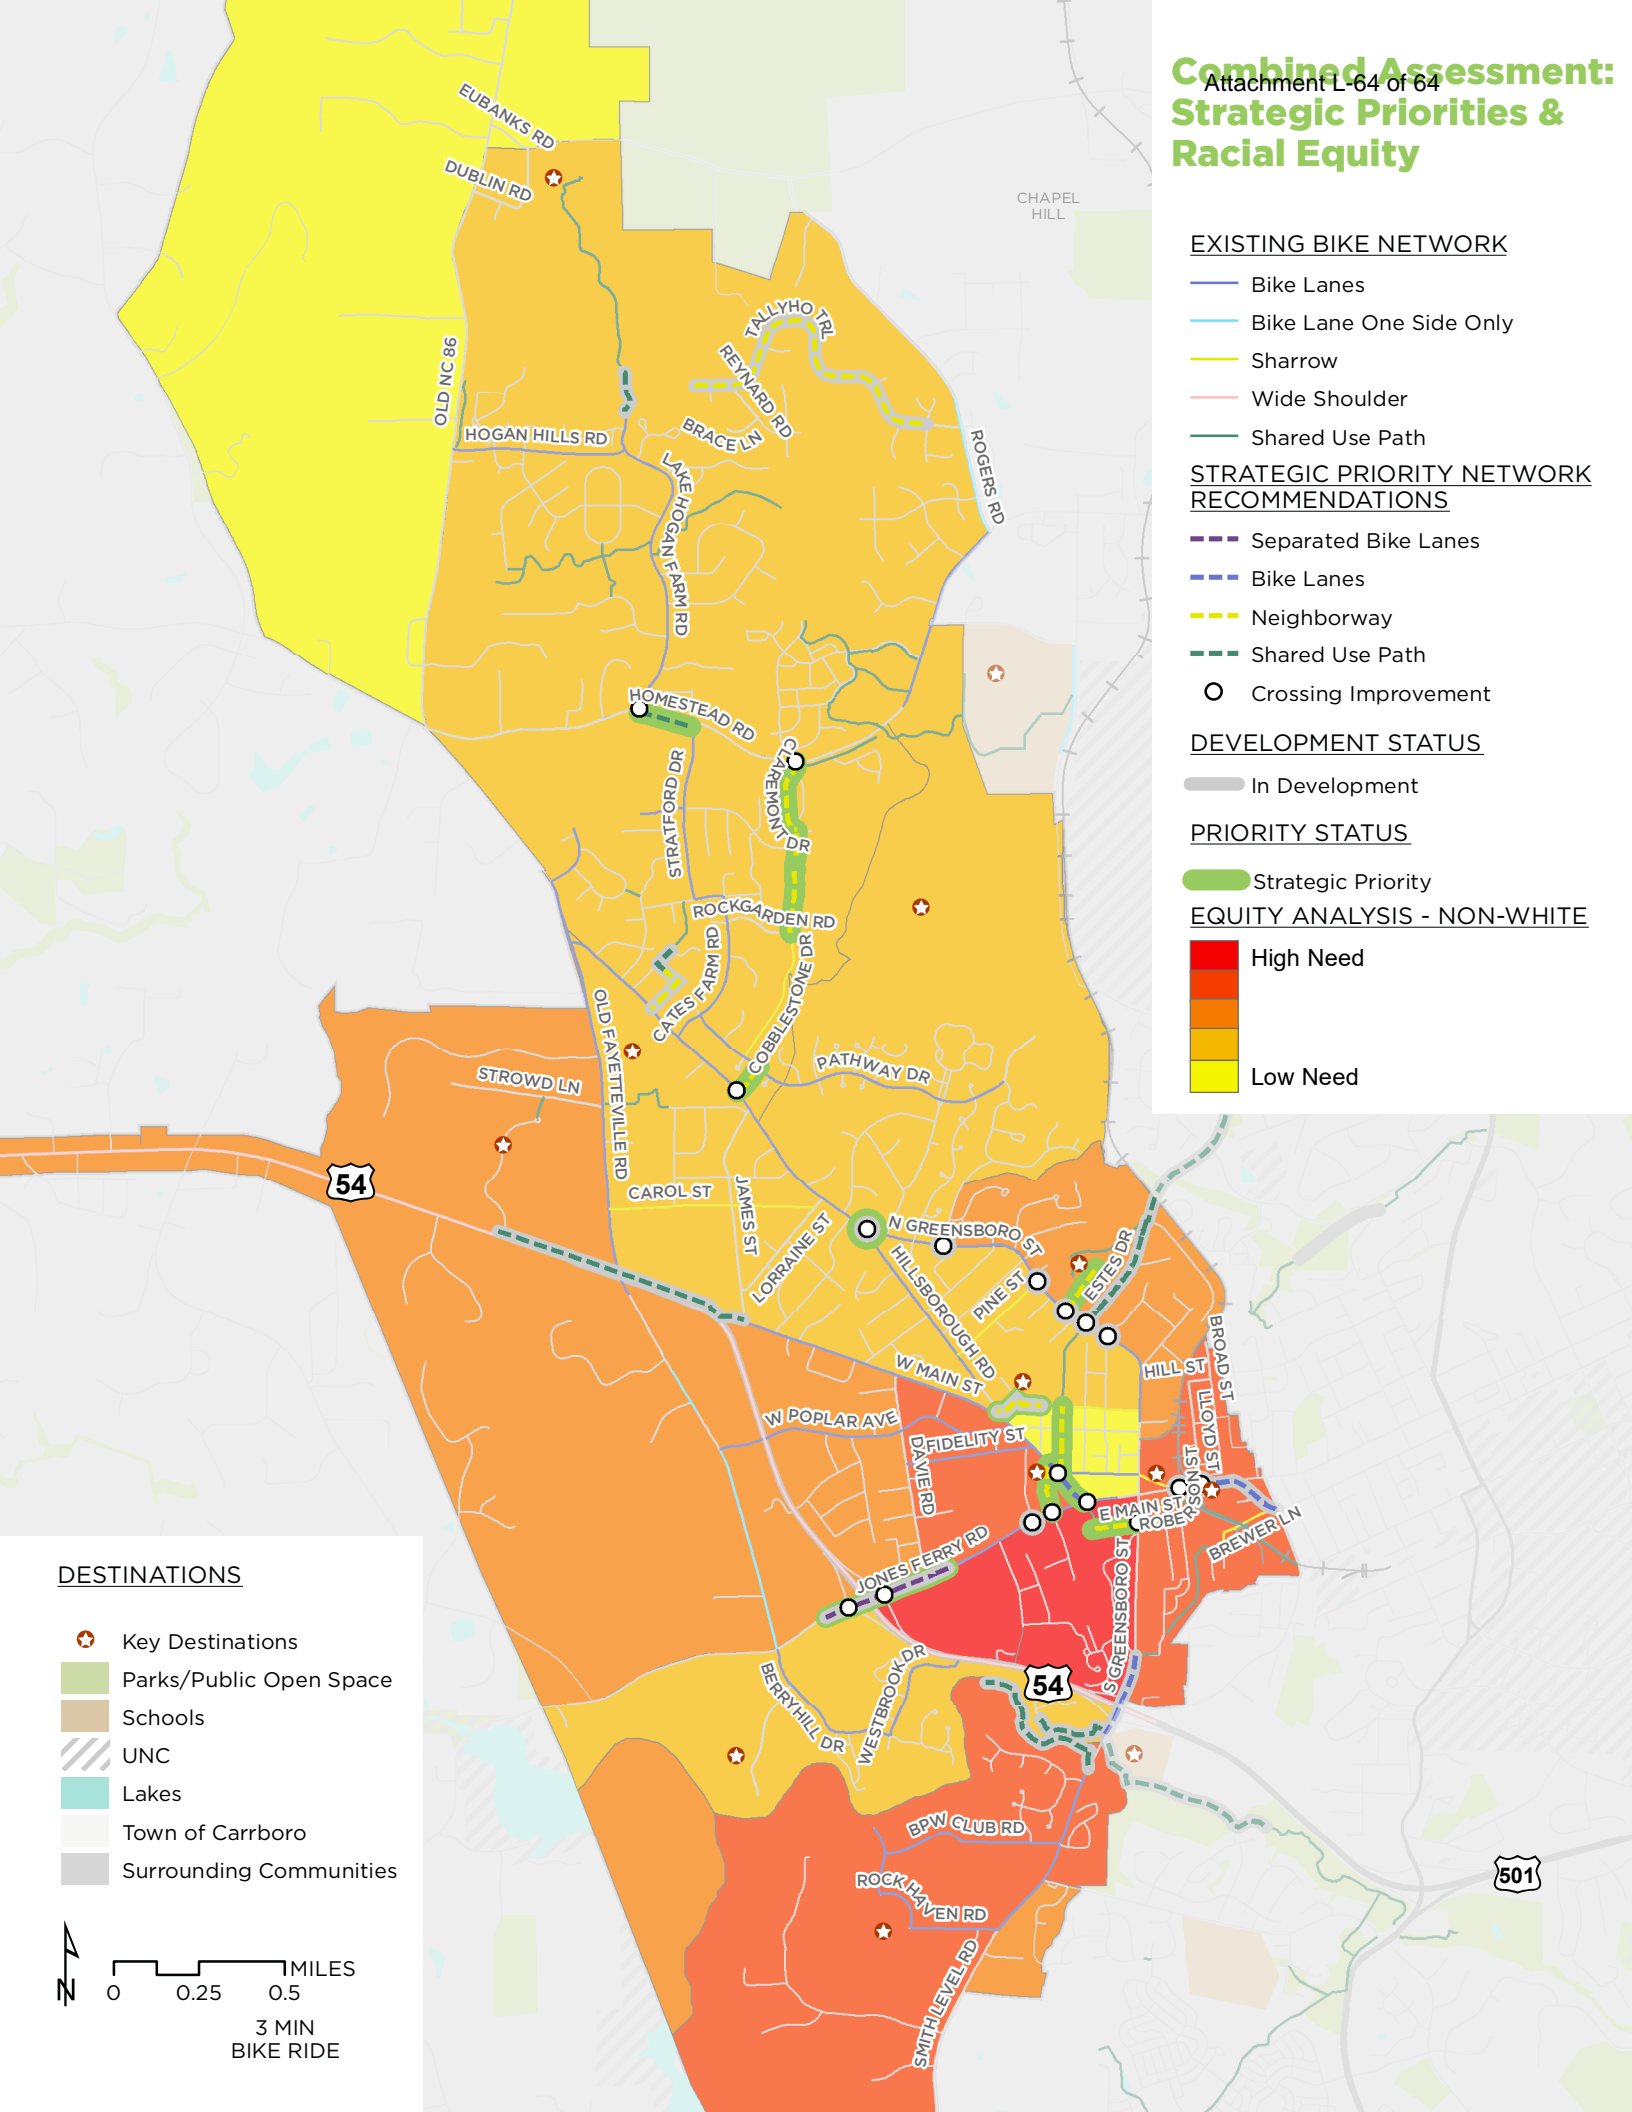 Combined Assessment:
Attachment L-64 of 64
Strategic Priorities &
Racial Equity
EXISTING BIKE NETWORK
Bike Lanes
Bike Lane One Side Only
Sharrow
Wide Shoulder
Shared Use Path
STRATEGIC PRIORITY NETWORK
RECOMMENDATIONS
Separated Bike Lanes
Bike Lanes
Neighborway
Shared Use Path
Crossing Improvement
DEVELOPMENT STATUS
In Development
PRIORITY STATUS
Strategic Priority
EQUITY ANALYSIS - NON-WHITE
High Need
Low Need
CHAPEL
HILL
EUBANKS RD
DUBLIN RD
OLD NC 86
TALLYHO TRL
REYNARD RD
BRACE LN
HOGAN HILLS RD
LAKE HOGAN FARM RD
ROGERS RD
HOMESTEAD RD
CLAREMONT DR
STRATFORD DR
ROCKGARDEN RD
CATES FARM RD
COBBLESTONE DR
OLD FAYETTEVILLE RD
PATHWAY DR
STROWD LN
54
CAROL ST
JAMES ST
LORRAINE ST
N GREENSBORO ST
HILLSBOROUGH RD
PINE ST
ESTES DR
BROAD ST
HILL ST
LLOYD ST
W MAIN ST
W POPLAR AVE
FIDELITY ST
DAVIE RD
E MAIN ST
ROBERSON ST
BREWER LN
JONES FERRY RD
S GREENSBORO ST
54
BERRYHILL DR
WESTBROOK DR
BPW CLUB RD
ROCK HAVEN RD
SMITH LEVEL RD
501
DESTINATIONS
Key Destinations
Parks/Public Open Space
Schools
UNC
Lakes
Town of Carrboro
Surrounding Communities
N
MILES
0 0.25 0.5
3 MIN
BIKE RIDE